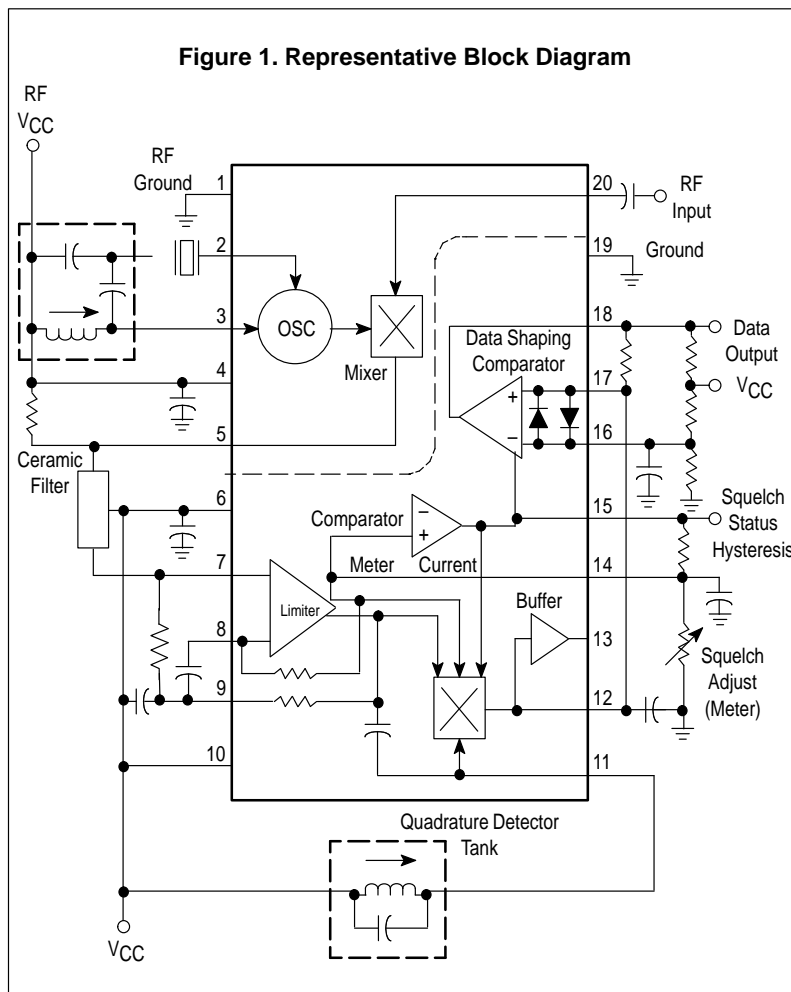 Figure 1. Representative Block Diagram
RF
VCC
RF
Ground
1
20
RF
Input
2
19
Ground
3
OSC
Mixer
18
Data Output
Data Shaping
Comparator
17
VCC
+
4
16
–
5
Ceramic
Filter
6
15
Squelch
Status
Hysteresis
Comparator
–
+
Meter
Current
7
14
Limiter
Buffer
8
13
Squelch
Adjust
(Meter)
9
12
10
11
Quadrature Detector
Tank
VCC